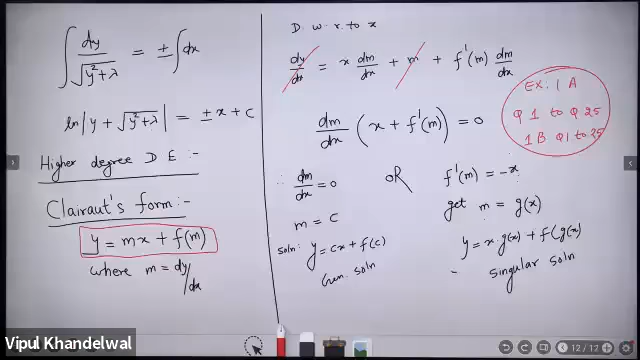 ∫ dy/√(y²+λ) = ± ∫ dx
ln|y + √(y²+λ)| = ± x + C
Higher degree D E :-
Clairaut's form :-
y = mx + f(m)
where m = dy/dx
D. w. r. to x
dy/dx = x dm/dx + m + f'(m) dm/dx
dm/dx (x + f'(m)) = 0
∴ dm/dx = 0 OR f'(m) = -x
m = C
get m = g(x)
soln: y = cx + f(c)
Gen. soln
y = x g(x) + f(g(x)
singular soln
EX. 1 A
Q 1 to Q 25
1 B Q1 to 25
Vipul Khandelwal
12 / 12